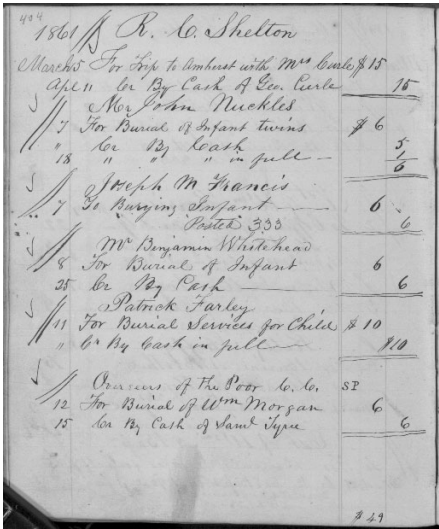 404
1861 R. C. Shelton
March 5 For Trip to Amherst with Mrs Curle $ 15
Apl " Cr By Cash of Geo. Curle 15
Mr John Nuckles
7 For Burial of Infant twins $ 6
" Cr By Cash 5
18 " " " in full 1
6
Joseph M. Francis
7 To Burying Infant 6
Posted 333 6
Mr Benjamin Whitehead
8 For Burial of Infant 6
25 Cr By Cash 6
Patrick Farley
11 For Burial Services for Child $ 10
" Cr By Cash in full $10
Overseers of the Poor C. C. SP
12 For Burial of Wm Morgan 6
15 Cr By Cash of Saml Tyree 6
$ 49